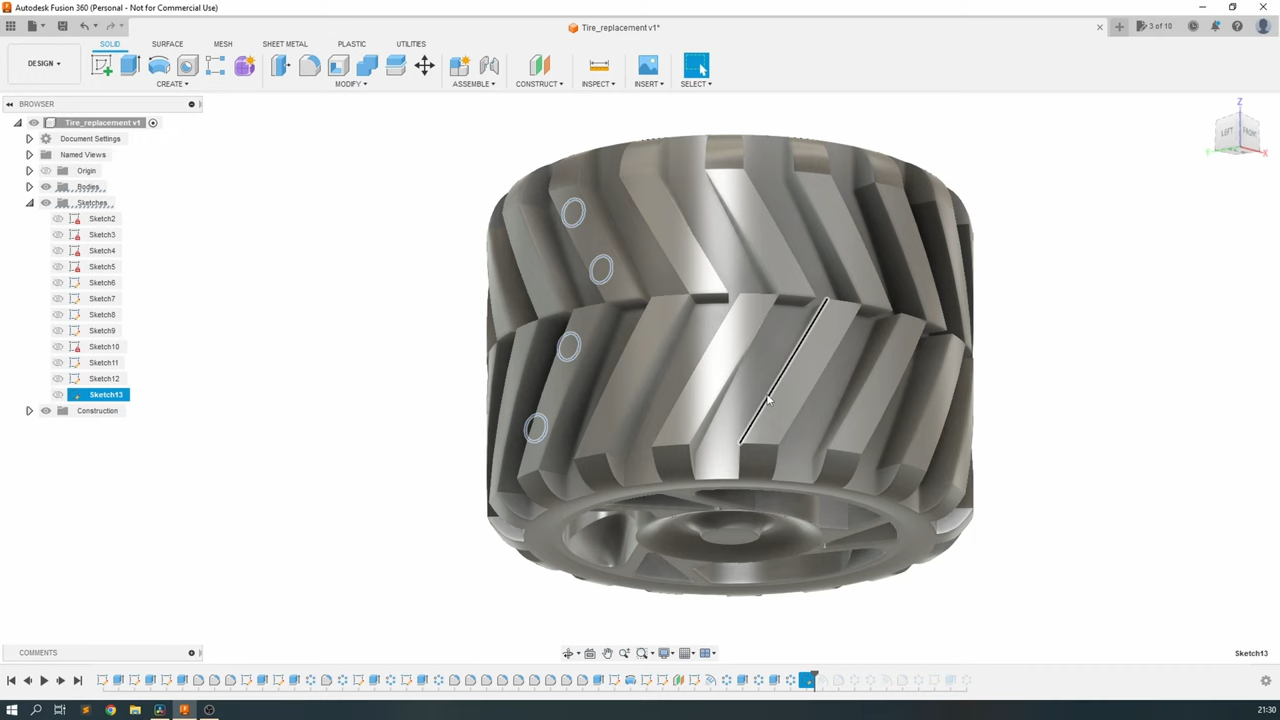 Autodesk Fusion 360 (Personal - Not for Commercial Use)
Tire_replacement v1*
3 of 10
SOLID
SURFACE
MESH
SHEET METAL
PLASTIC
UTILITIES
DESIGN
CREATE
MODIFY
ASSEMBLE
CONSTRUCT
INSPECT
INSERT
SELECT
BROWSER
Tire_replacement v1
Document Settings
Named Views
Origin
Bodies
Sketches
Sketch2
Sketch3
Sketch4
Sketch5
Sketch6
Sketch7
Sketch8
Sketch9
Sketch10
Sketch11
Sketch12
Sketch13
Construction
Z
LEFT
FRONT
Y
X
COMMENTS
Sketch13
21:30